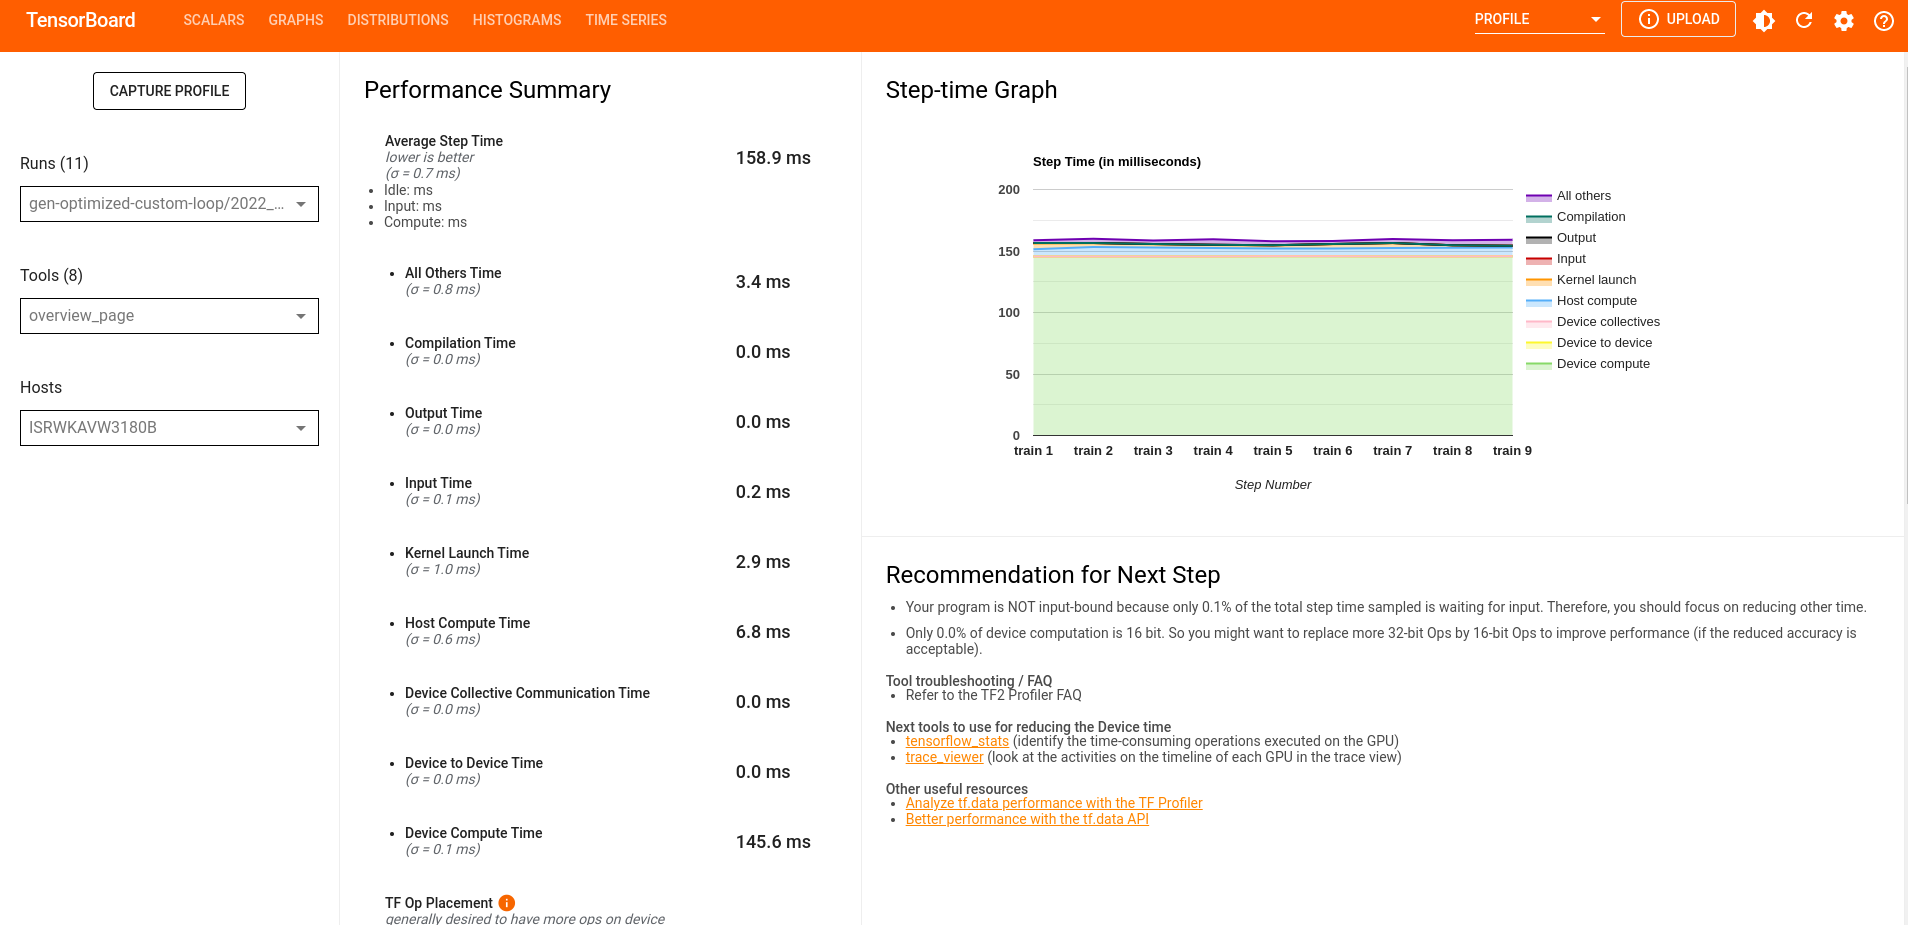 TensorBoard
SCALARS
GRAPHS
DISTRIBUTIONS
HISTOGRAMS
TIME SERIES
PROFILE
UPLOAD
CAPTURE PROFILE
Runs (11)
gen-optimized-custom-loop/2022_...
Tools (8)
overview_page
Hosts
ISRWKAVW3180B
Performance Summary
Average Step Time
lower is better
(σ = 0.7 ms)
158.9 ms
Idle: ms
Input: ms
Compute: ms
All Others Time
(σ = 0.8 ms)
3.4 ms
Compilation Time
(σ = 0.0 ms)
0.0 ms
Output Time
(σ = 0.0 ms)
0.0 ms
Input Time
(σ = 0.1 ms)
0.2 ms
Kernel Launch Time
(σ = 1.0 ms)
2.9 ms
Host Compute Time
(σ = 0.6 ms)
6.8 ms
Device Collective Communication Time
(σ = 0.0 ms)
0.0 ms
Device to Device Time
(σ = 0.0 ms)
0.0 ms
Device Compute Time
(σ = 0.1 ms)
145.6 ms
TF Op Placement
generally desired to have more ops on device
Step-time Graph
Step Time (in milliseconds)
200
150
100
50
0
train 1
train 2
train 3
train 4
train 5
train 6
train 7
train 8
train 9
Step Number
All others
Compilation
Output
Input
Kernel launch
Host compute
Device collectives
Device to device
Device compute
Recommendation for Next Step
Your program is NOT input-bound because only 0.1% of the total step time sampled is waiting for input. Therefore, you should focus on reducing other time.
Only 0.0% of device computation is 16 bit. So you might want to replace more 32-bit Ops by 16-bit Ops to improve performance (if the reduced accuracy is
acceptable).
Tool troubleshooting / FAQ
Refer to the TF2 Profiler FAQ
Next tools to use for reducing the Device time
tensorflow_stats (identify the time-consuming operations executed on the GPU)
trace_viewer (look at the activities on the timeline of each GPU in the trace view)
Other useful resources
Analyze tf.data performance with the TF Profiler
Better performance with the tf.data API